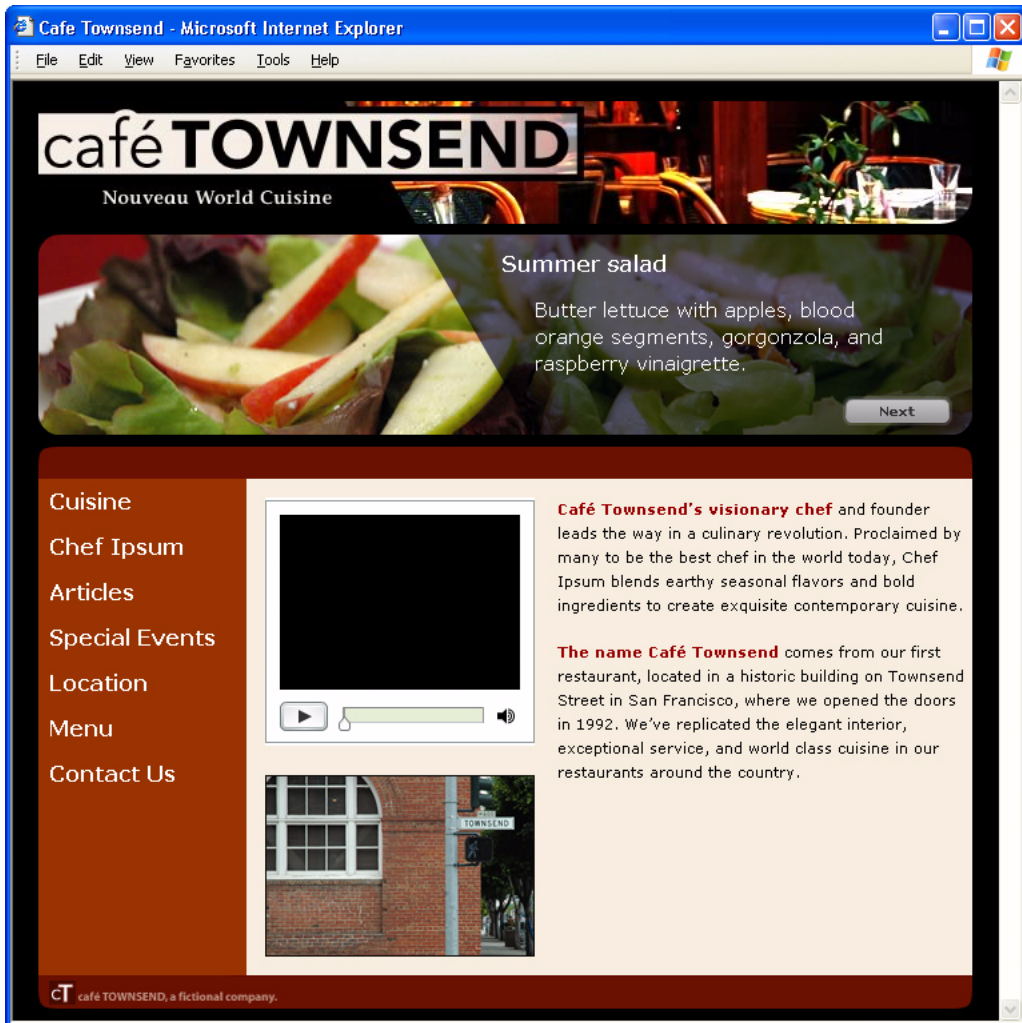 Cafe Townsend - Microsoft Internet Explorer
File Edit View Favorites Tools Help
café TOWNSEND
Nouveau World Cuisine
Summer salad
Butter lettuce with apples, blood
orange segments, gorgonzola, and
raspberry vinaigrette.
Next
Cuisine
Chef Ipsum
Articles
Special Events
Location
Menu
Contact Us
Café Townsend’s visionary chef and founder
leads the way in a culinary revolution. Proclaimed by
many to be the best chef in the world today, Chef
Ipsum blends earthy seasonal flavors and bold
ingredients to create exquisite contemporary cuisine.
The name Café Townsend comes from our first
restaurant, located in a historic building on Townsend
Street in San Francisco, where we opened the doors
in 1992. We’ve replicated the elegant interior,
exceptional service, and world class cuisine in our
restaurants around the country.
TOWNSEND
cT café TOWNSEND, a fictional company.